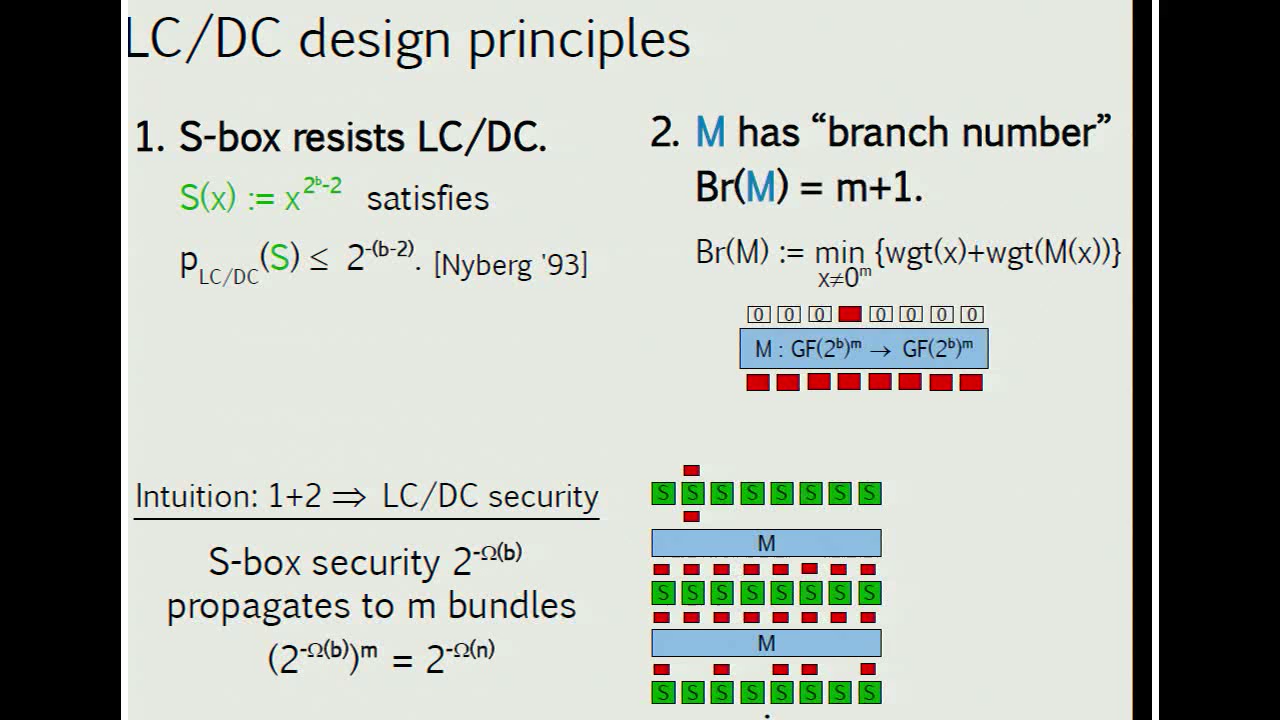 LC/DC design principles
1. S-box resists LC/DC.
S(x) := x^{2^b-2} satisfies
p_{LC/DC}(S) ≤ 2^{-(b-2)}. [Nyberg '93]
2. M has “branch number”
Br(M) = m+1.
Br(M) := min {wgt(x)+wgt(M(x))}
x≠0^m
0 0 0 0 0 0 0
M : GF(2^b)^m → GF(2^b)^m
Intuition: 1+2 ⇒ LC/DC security
S-box security 2^{-Ω(b)}
propagates to m bundles
(2^{-Ω(b)})^m = 2^{-Ω(n)}
S S S S S S S S
M
S S S S S S S S
M
S S S S S S S S